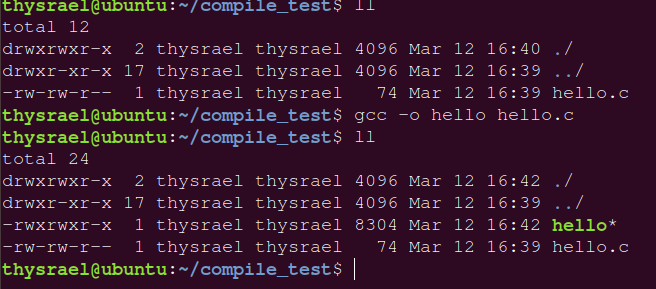 thysrael@ubuntu:~/compile_test$ ll
total 12
drwxrwxr-x  2 thysrael thysrael 4096 Mar 12 16:40 ./
drwxr-xr-x 17 thysrael thysrael 4096 Mar 12 16:39 ../
-rw-rw-r--  1 thysrael thysrael   74 Mar 12 16:39 hello.c
thysrael@ubuntu:~/compile_test$ gcc -o hello hello.c
thysrael@ubuntu:~/compile_test$ ll
total 24
drwxrwxr-x  2 thysrael thysrael 4096 Mar 12 16:42 ./
drwxr-xr-x 17 thysrael thysrael 4096 Mar 12 16:39 ../
-rwxrwxr-x  1 thysrael thysrael 8304 Mar 12 16:42 hello*
-rw-rw-r--  1 thysrael thysrael   74 Mar 12 16:39 hello.c
thysrael@ubuntu:~/compile_test$